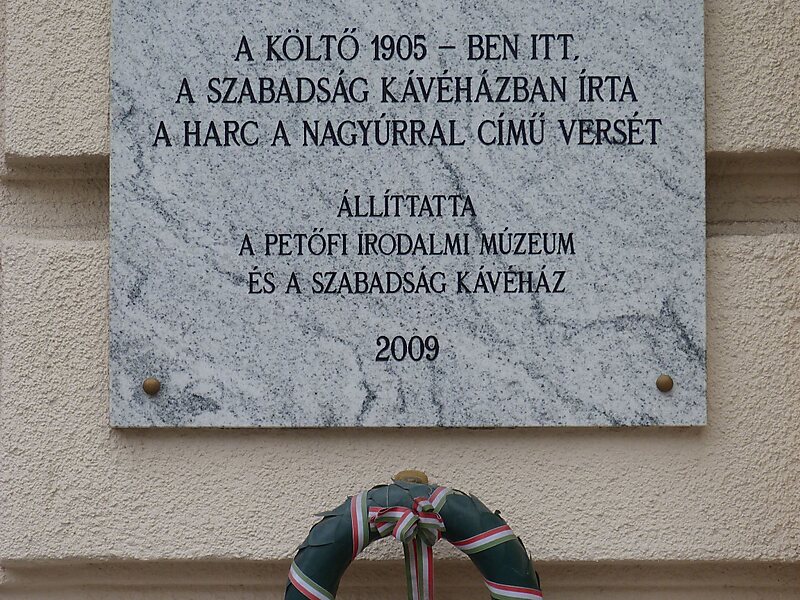 A KÖLTŐ 1905 – BEN ITT,
A SZABADSÁG KÁVÉHÁZBAN ÍRTA
A HARC A NAGYÚRRAL CÍMŰ VERSÉT
ÁLLÍTTATTA
A PETŐFI IRODALMI MÚZEUM
ÉS A SZABADSÁG KÁVÉHÁZ
2009